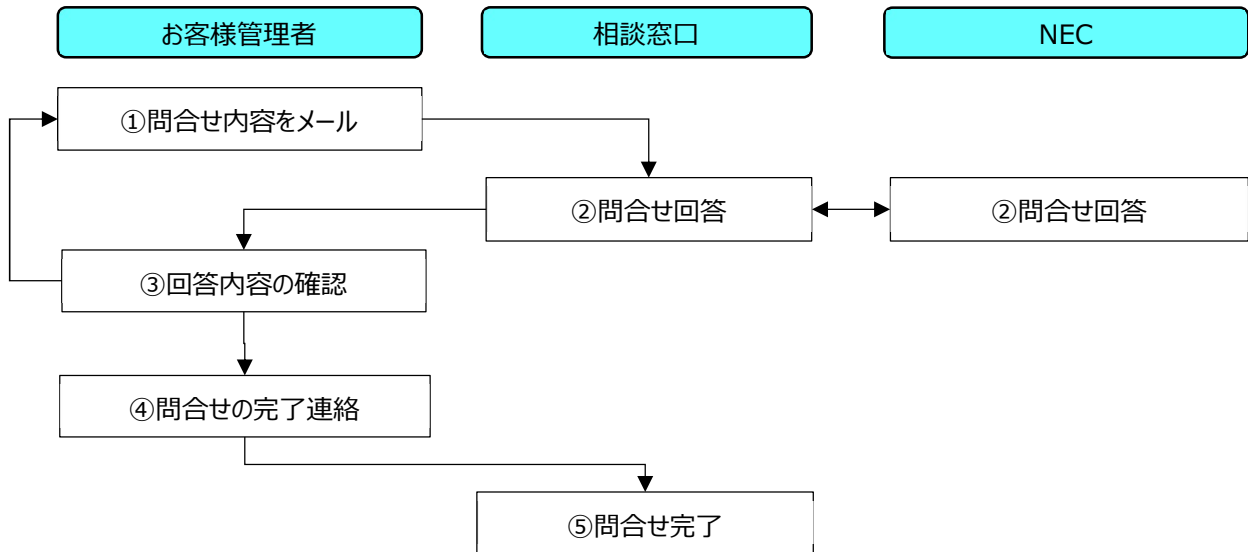 お客様管理者
相談窓口
NEC
①問合せ内容をメール
②問合せ回答
②問合せ回答
③回答内容の確認
④問合せの完了連絡
⑤問合せ完了